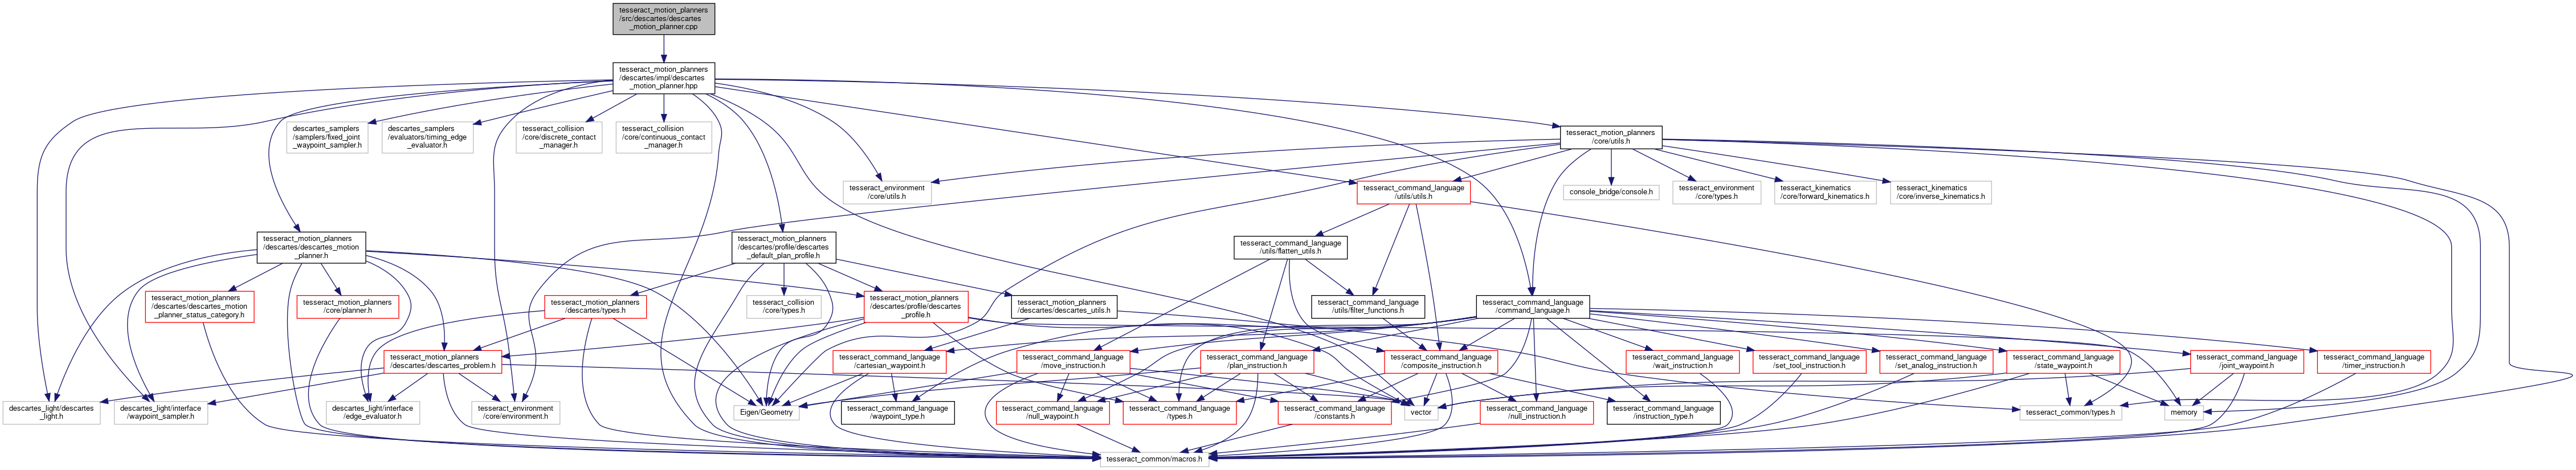 tesseract_motion_planners
/src/descartes/descartes
_motion_planner.cpp
tesseract_motion_planners
/descartes/impl/descartes
_motion_planner.hpp
descartes_samplers
/samplers/fixed_joint
_waypoint_sampler.h
descartes_samplers
/evaluators/timing_edge
_evaluator.h
tesseract_collision
/core/discrete_contact
_manager.h
tesseract_collision
/core/continuous_contact
_manager.h
tesseract_motion_planners
/core/utils.h
tesseract_environment
/core/utils.h
tesseract_command_language
/utils/utils.h
console_bridge/console.h
tesseract_environment
/core/types.h
tesseract_kinematics
/core/forward_kinematics.h
tesseract_kinematics
/core/inverse_kinematics.h
tesseract_motion_planners
/descartes/descartes_motion
_planner.h
tesseract_motion_planners
/descartes/profile/descartes
_default_plan_profile.h
tesseract_command_language
/utils/flatten_utils.h
tesseract_motion_planners
/descartes/descartes_motion
_planner_status_category.h
tesseract_motion_planners
/core/planner.h
tesseract_motion_planners
/descartes/types.h
tesseract_collision
/core/types.h
tesseract_motion_planners
/descartes/profile/descartes
_profile.h
tesseract_motion_planners
/descartes/descartes_utils.h
tesseract_command_language
/utils/filter_functions.h
tesseract_command_language
/command_language.h
tesseract_motion_planners
/descartes/descartes_problem.h
tesseract_command_language
/cartesian_waypoint.h
tesseract_command_language
/move_instruction.h
tesseract_command_language
/plan_instruction.h
tesseract_command_language
/composite_instruction.h
tesseract_command_language
/wait_instruction.h
tesseract_command_language
/set_tool_instruction.h
tesseract_command_language
/set_analog_instruction.h
tesseract_command_language
/state_waypoint.h
tesseract_command_language
/joint_waypoint.h
tesseract_command_language
/timer_instruction.h
descartes_light/descartes
_light.h
descartes_light/interface
/waypoint_sampler.h
descartes_light/interface
/edge_evaluator.h
tesseract_environment
/core/environment.h
Eigen/Geometry
tesseract_command_language
/waypoint_type.h
tesseract_command_language
/null_waypoint.h
tesseract_command_language
/types.h
tesseract_command_language
/constants.h
vector
tesseract_command_language
/null_instruction.h
tesseract_command_language
/instruction_type.h
tesseract_common/types.h
memory
tesseract_common/macros.h